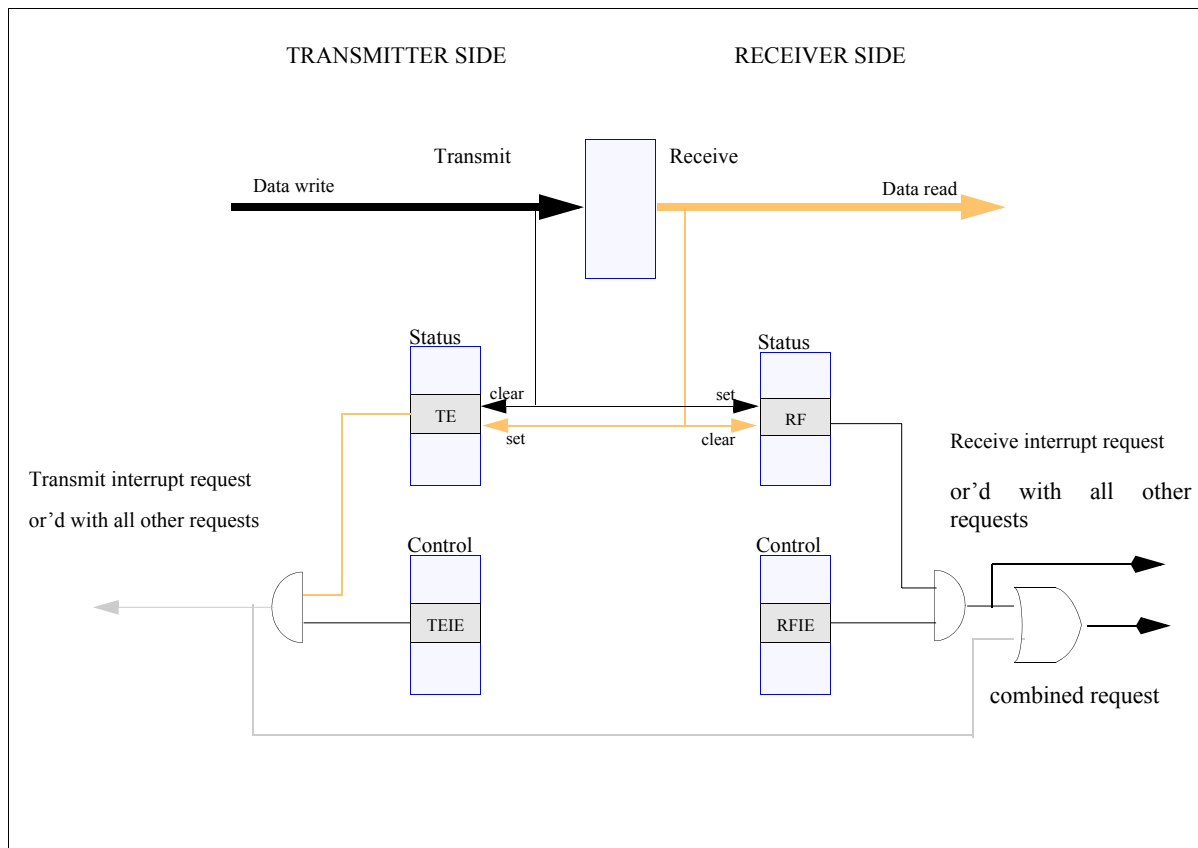 TRANSMITTER SIDE
RECEIVER SIDE
Transmit
Receive
Data write
Data read
Status
Status
clear
set
TE
RF
set
clear
Receive interrupt request
Transmit interrupt request
or’d with all other
requests
or’d with all other requests
Control
Control
TEIE
RFIE
combined request